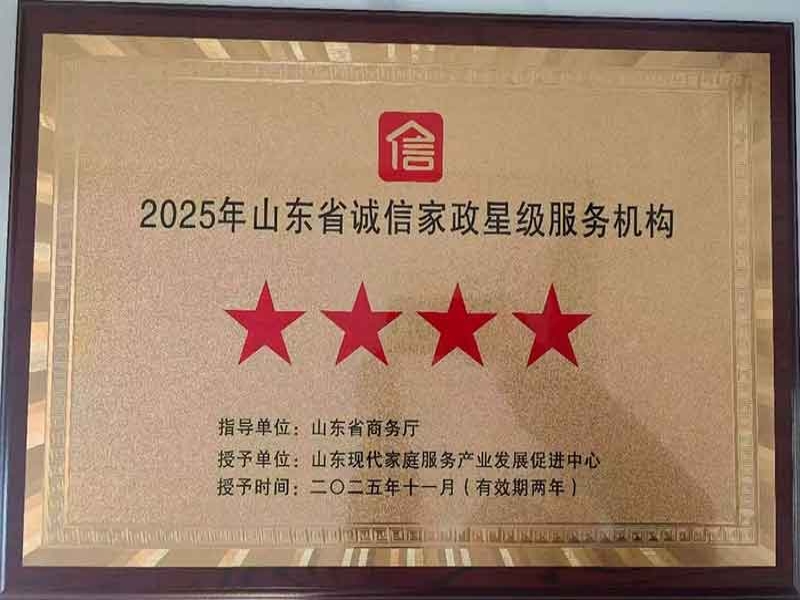 信
2025年山东省诚信家政星级服务机构
指导单位：山东省商务厅
授予单位：山东现代家庭服务产业发展促进中心
授予时间：二〇二五年十一月（有效期两年）